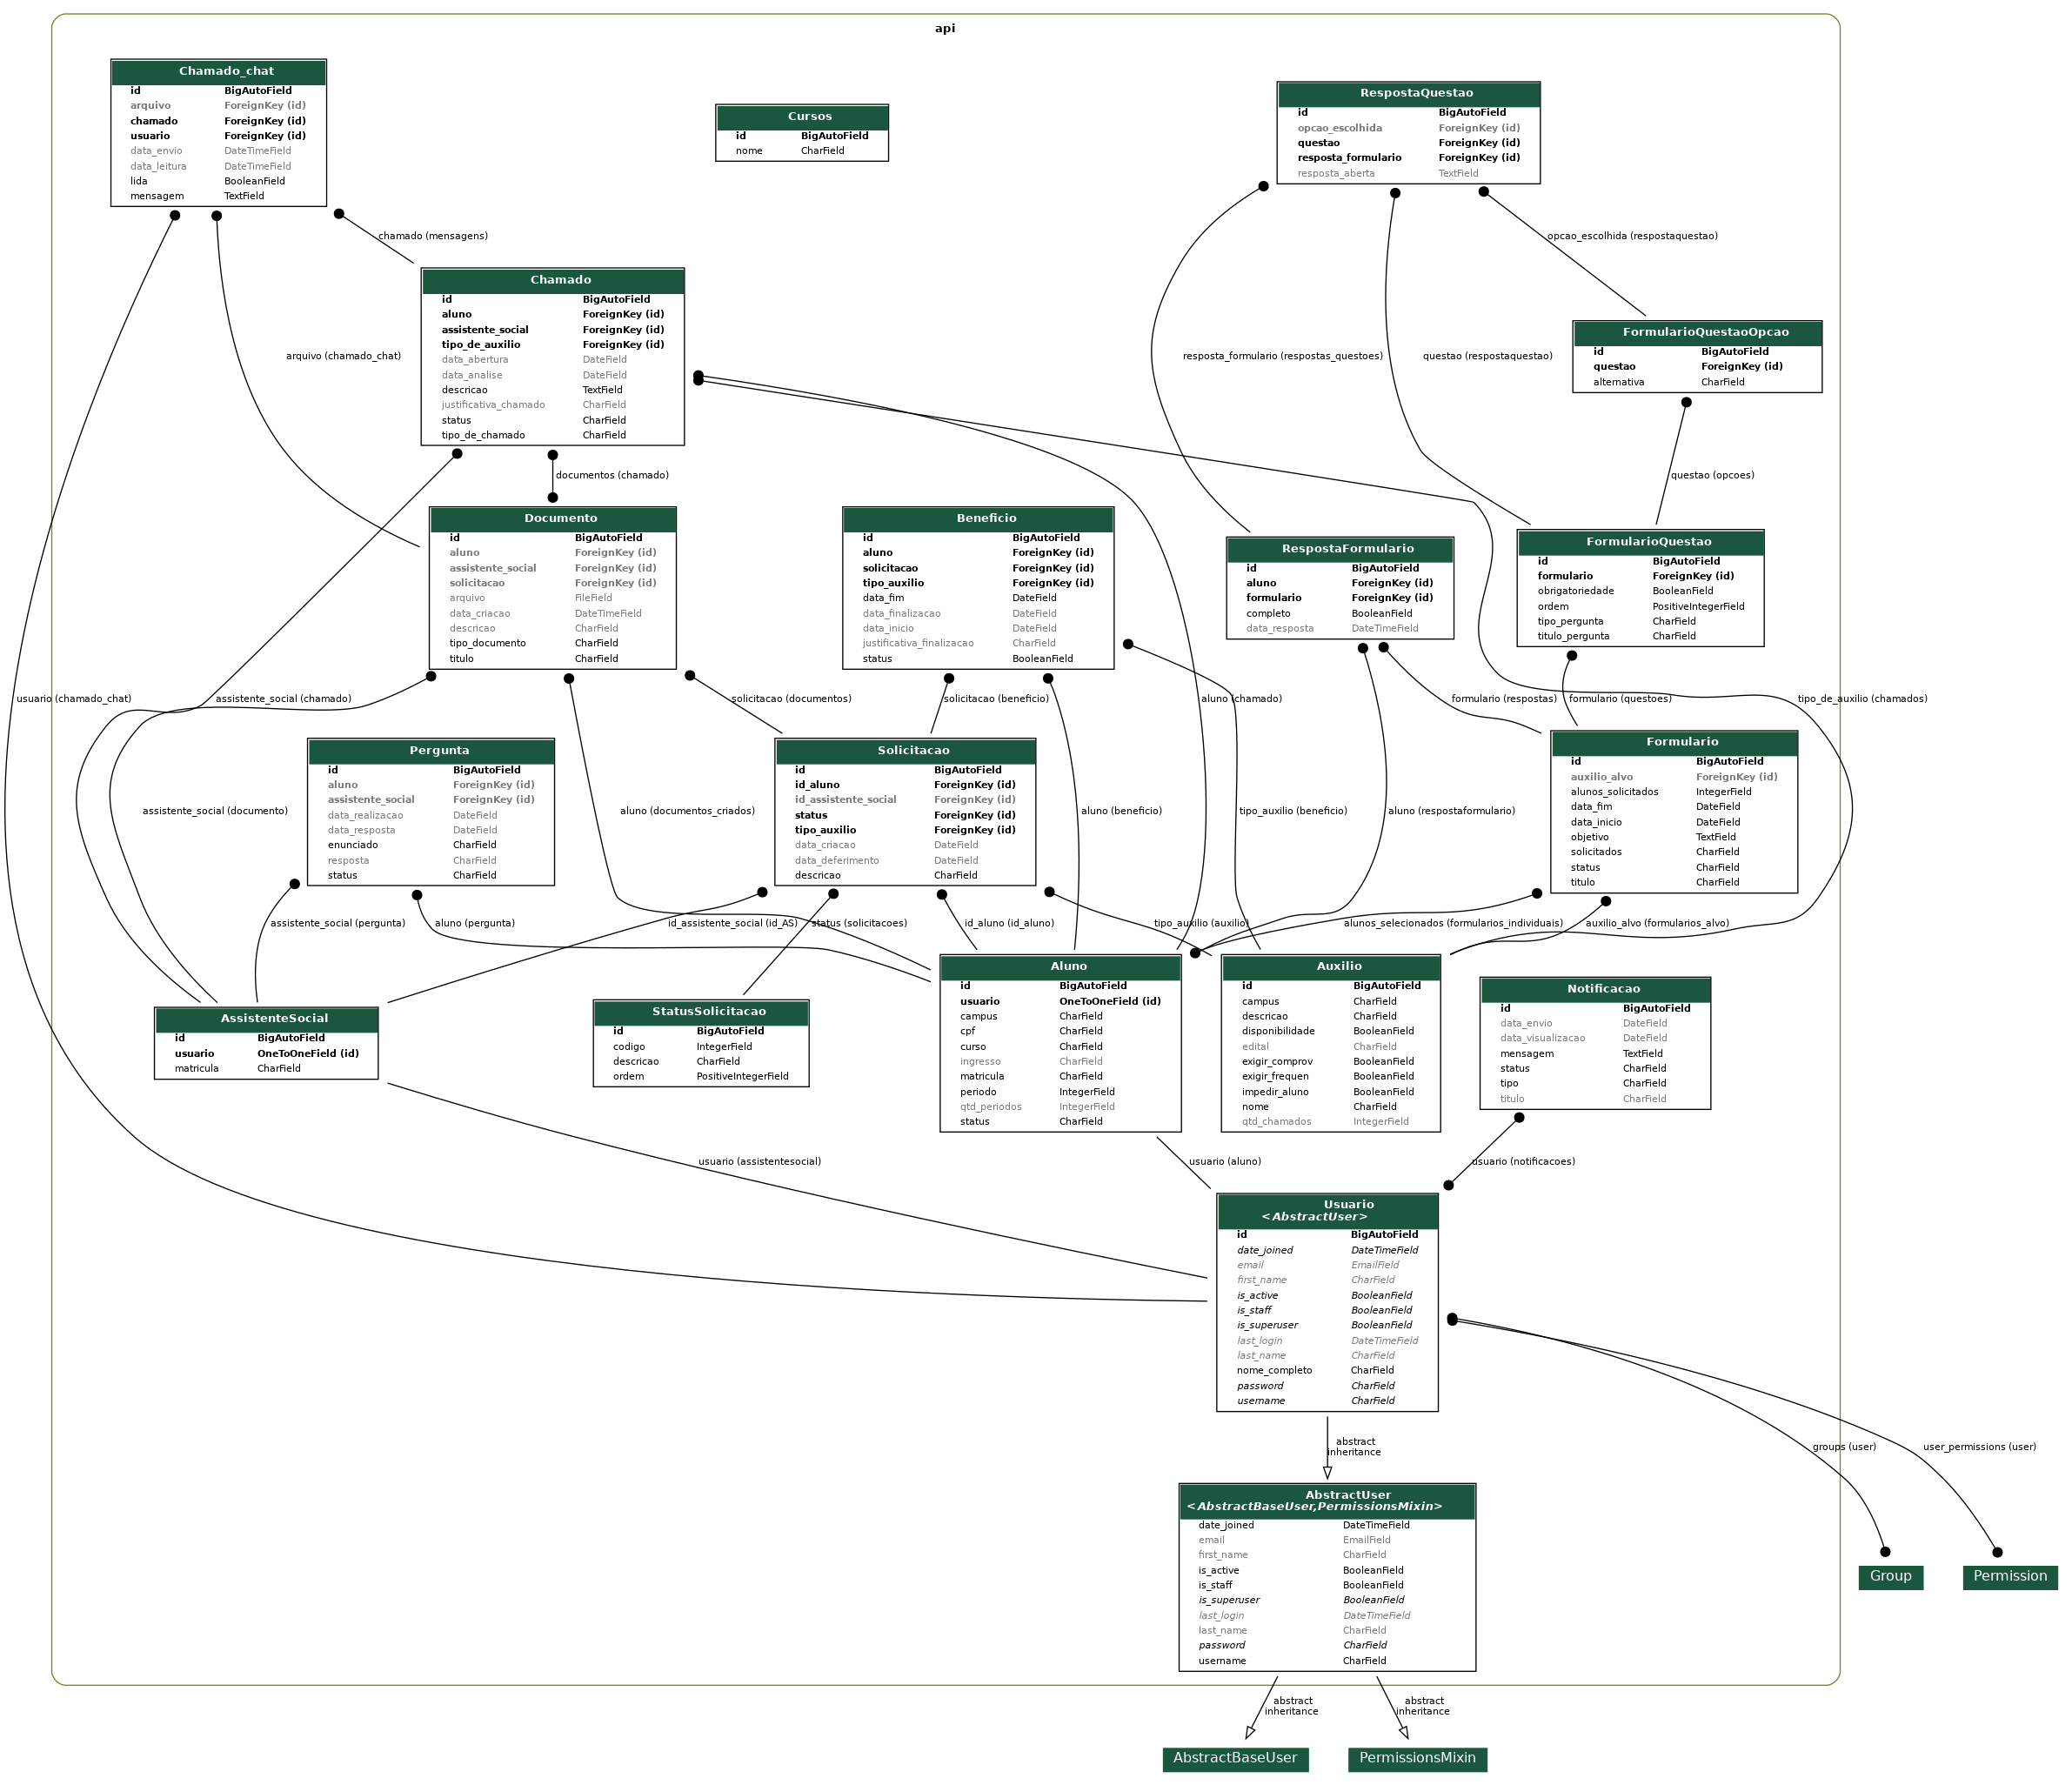 api
Chamado_chat
id BigAutoField
arquivo ForeignKey (id)
chamado ForeignKey (id)
usuario ForeignKey (id)
data_envio DateTimeField
data_leitura DateTimeField
lida BooleanField
mensagem TextField
Cursos
id BigAutoField
nome CharField
RespostaQuestao
id BigAutoField
opcao_escolhida ForeignKey (id)
questao ForeignKey (id)
resposta_formulario ForeignKey (id)
resposta_aberta TextField
chamado (mensagens)
opcao_escolhida (respostaquestao)
Chamado
id BigAutoField
aluno ForeignKey (id)
assistente_social ForeignKey (id)
tipo_de_auxilio ForeignKey (id)
data_abertura DateField
data_analise DateField
descricao TextField
justificativa_chamado CharField
status CharField
tipo_de_chamado CharField
FormularioQuestaoOpcao
id BigAutoField
questao ForeignKey (id)
alternativa CharField
arquivo (chamado_chat)
resposta_formulario (respostas_questoes)
questao (respostaquestao)
documentos (chamado)
questao (opcoes)
Documento
id BigAutoField
aluno ForeignKey (id)
assistente_social ForeignKey (id)
solicitacao ForeignKey (id)
arquivo FileField
data_criacao DateTimeField
descricao CharField
tipo_documento CharField
titulo CharField
Beneficio
id BigAutoField
aluno ForeignKey (id)
solicitacao ForeignKey (id)
tipo_auxilio ForeignKey (id)
data_fim DateField
data_finalizacao DateField
data_inicio DateField
justificativa_finalizacao CharField
status BooleanField
RespostaFormulario
id BigAutoField
aluno ForeignKey (id)
formulario ForeignKey (id)
completo BooleanField
data_resposta DateTimeField
FormularioQuestao
id BigAutoField
formulario ForeignKey (id)
obrigatoriedade BooleanField
ordem PositiveIntegerField
tipo_pergunta CharField
titulo_pergunta CharField
usuario (chamado_chat)
assistente_social (chamado)
solicitacao (documentos)
solicitacao (beneficio)
aluno (chamado)
formulario (respostas)
formulario (questoes)
tipo_de_auxilio (chamados)
Pergunta
id BigAutoField
aluno ForeignKey (id)
assistente_social ForeignKey (id)
data_realizacao DateField
data_resposta DateField
enunciado CharField
resposta CharField
status CharField
Solicitacao
id BigAutoField
id_aluno ForeignKey (id)
id_assistente_social ForeignKey (id)
status ForeignKey (id)
tipo_auxilio ForeignKey (id)
data_criacao DateField
data_deferimento DateField
descricao CharField
Formulario
id BigAutoField
auxilio_alvo ForeignKey (id)
alunos_solicitados IntegerField
data_fim DateField
data_inicio DateField
objetivo TextField
solicitados CharField
status CharField
titulo CharField
assistente_social (documento)
aluno (documentos_criados)
aluno (beneficio)
tipo_auxilio (beneficio)
aluno (respostaformulario)
assistente_social (pergunta)
aluno (pergunta)
id_assistente_social (id_AS)
status (solicitacoes)
id_aluno (id_aluno)
tipo_auxilio (auxilio)
alunos_selecionados (formularios_individuais)
auxilio_alvo (formularios_alvo)
AssistenteSocial
id BigAutoField
usuario OneToOneField (id)
matricula CharField
StatusSolicitacao
id BigAutoField
codigo IntegerField
descricao CharField
ordem PositiveIntegerField
Aluno
id BigAutoField
usuario OneToOneField (id)
campus CharField
cpf CharField
curso CharField
ingresso CharField
matricula CharField
periodo IntegerField
qtd_periodos IntegerField
status CharField
Auxilio
id BigAutoField
campus CharField
descricao CharField
disponibilidade BooleanField
edital CharField
exigir_comprov BooleanField
exigir_frequen BooleanField
impedir_aluno BooleanField
nome CharField
qtd_chamados IntegerField
Notificacao
id BigAutoField
data_envio DateField
data_visualizacao DateField
mensagem TextField
status CharField
tipo CharField
titulo CharField
usuario (assistentesocial)
usuario (aluno)
usuario (notificacoes)
Usuario
<AbstractUser>
id BigAutoField
date_joined DateTimeField
email EmailField
first_name CharField
is_active BooleanField
is_staff BooleanField
is_superuser BooleanField
last_login DateTimeField
last_name CharField
nome_completo CharField
password CharField
username CharField
abstract
inheritance
groups (user)
user_permissions (user)
AbstractUser
<AbstractBaseUser,PermissionsMixin>
date_joined DateTimeField
email EmailField
first_name CharField
is_active BooleanField
is_staff BooleanField
is_superuser BooleanField
last_login DateTimeField
last_name CharField
password CharField
username CharField
Group
Permission
abstract
inheritance
abstract
inheritance
AbstractBaseUser
PermissionsMixin